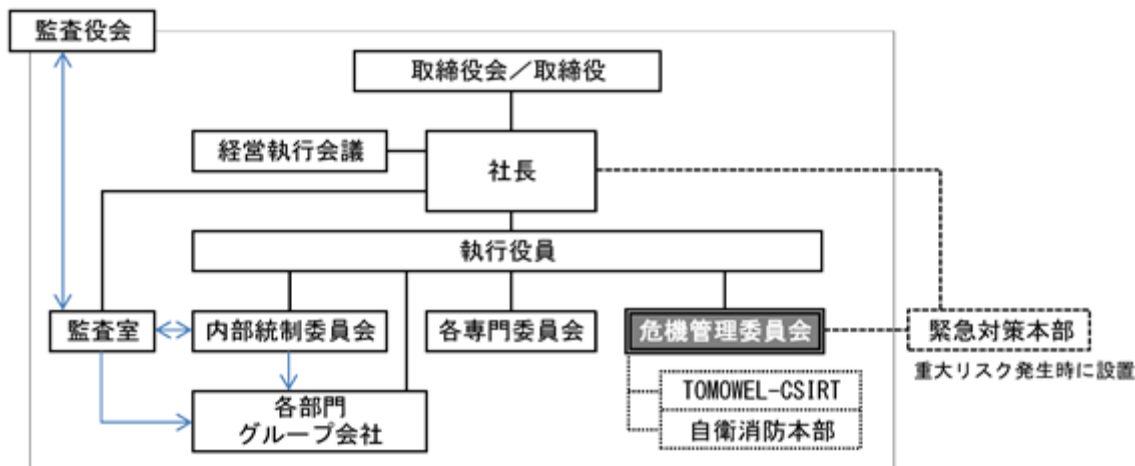 監査役会
取締役会／取締役
経営執行会議
社長
執行役員
監査室
内部統制委員会
各専門委員会
危機管理委員会
緊急対策本部
重大リスク発生時に設置
各部門
グループ会社
TOMOWEL-CSIRT
自衛消防本部